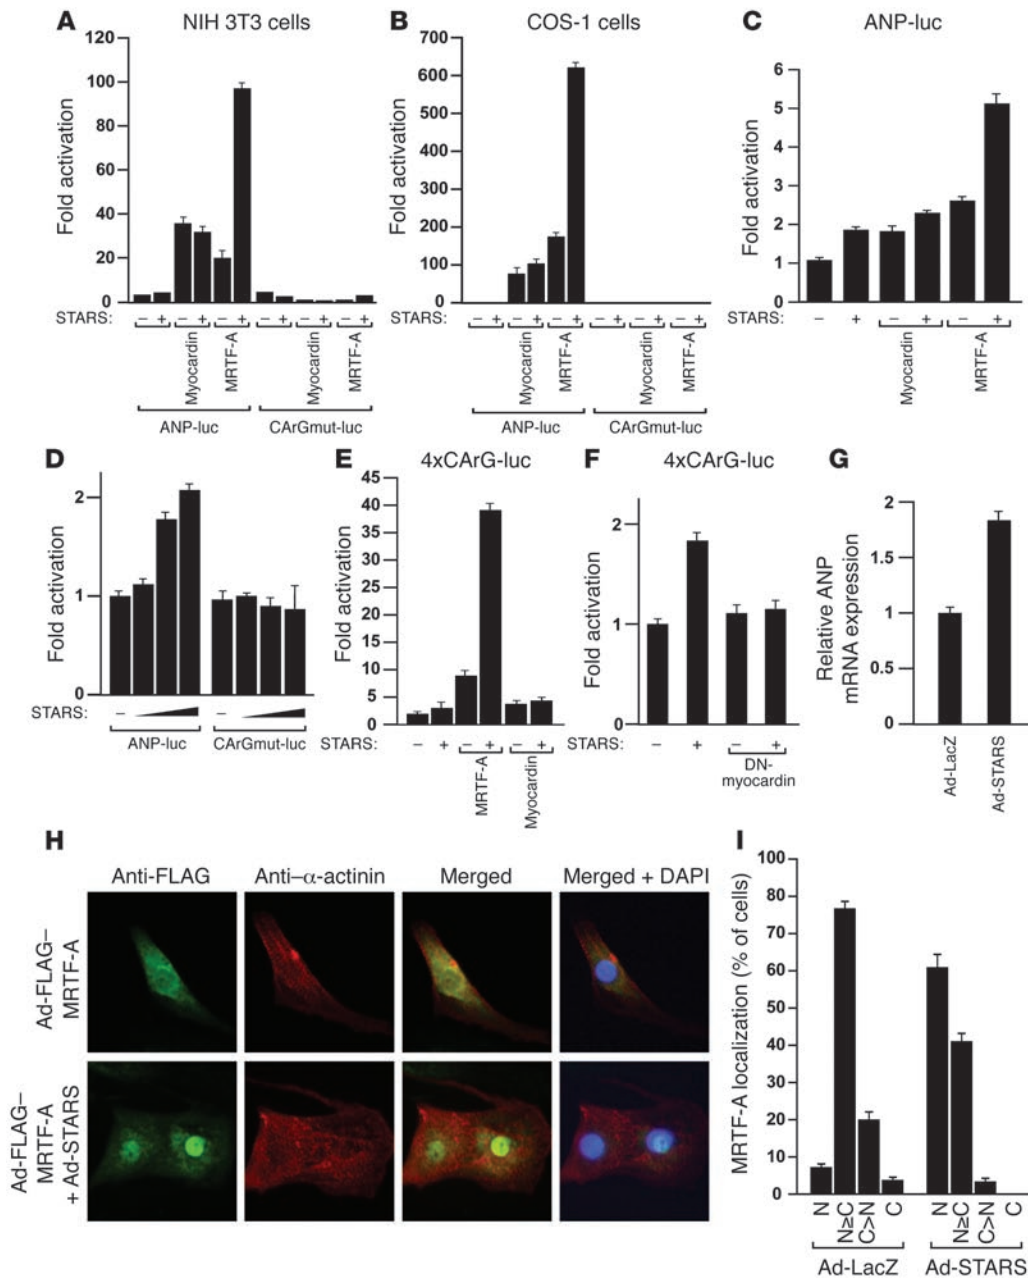 A
NIH 3T3 cells
Fold activation
120
100
80
60
40
20
0
STARS: – + – + – + – + – + – +
Myocardin
MRTF-A
Myocardin
MRTF-A
ANP-luc
CArGmut-luc
B
COS-1 cells
Fold activation
700
600
500
400
300
200
100
0
STARS: – + – + – + – + – + – +
Myocardin
MRTF-A
Myocardin
MRTF-A
ANP-luc
CArGmut-luc
C
ANP-luc
Fold activation
6
5
4
3
2
1
0
STARS: – + – + – +
Myocardin
MRTF-A
D
Fold activation
2
1
0
STARS: – –
ANP-luc
CArGmut-luc
E
4xCArG-luc
Fold activation
45
40
35
30
25
20
15
10
5
0
STARS: – + – + – +
MRTF-A
Myocardin
F
4xCArG-luc
Fold activation
2
1
0
STARS: – + – +
DN-
myocardin
G
Relative ANP
mRNA expression
2
1.5
1
0.5
0
Ad-LacZ
Ad-STARS
H
Anti-FLAG
Anti–α-actinin
Merged
Merged + DAPI
Ad-FLAG–
MRTF-A
Ad-FLAG–
MRTF-A
+ Ad-STARS
I
MRTF-A localization (% of cells)
100
90
80
70
60
50
40
30
20
10
0
N
N≥C
C>N
C
N
N≥C
C>N
C
Ad-LacZ
Ad-STARS